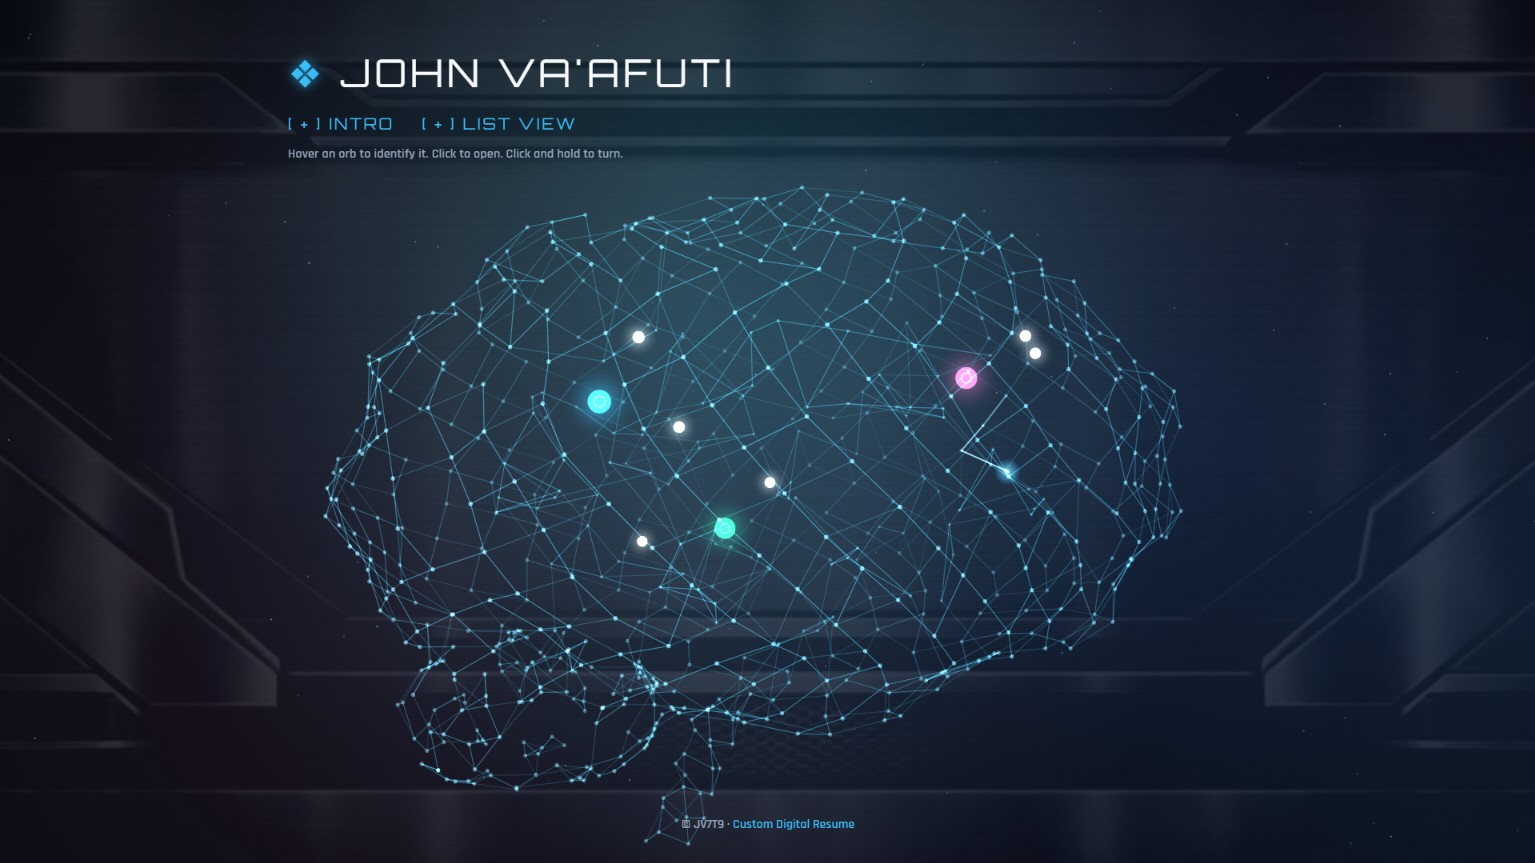 JOHN VA'AFUTI
[ + ] INTRO [ + ] LIST VIEW
Hover an orb to identify it. Click to open. Click and hold to turn.
© JV7T9 · Custom Digital Resume